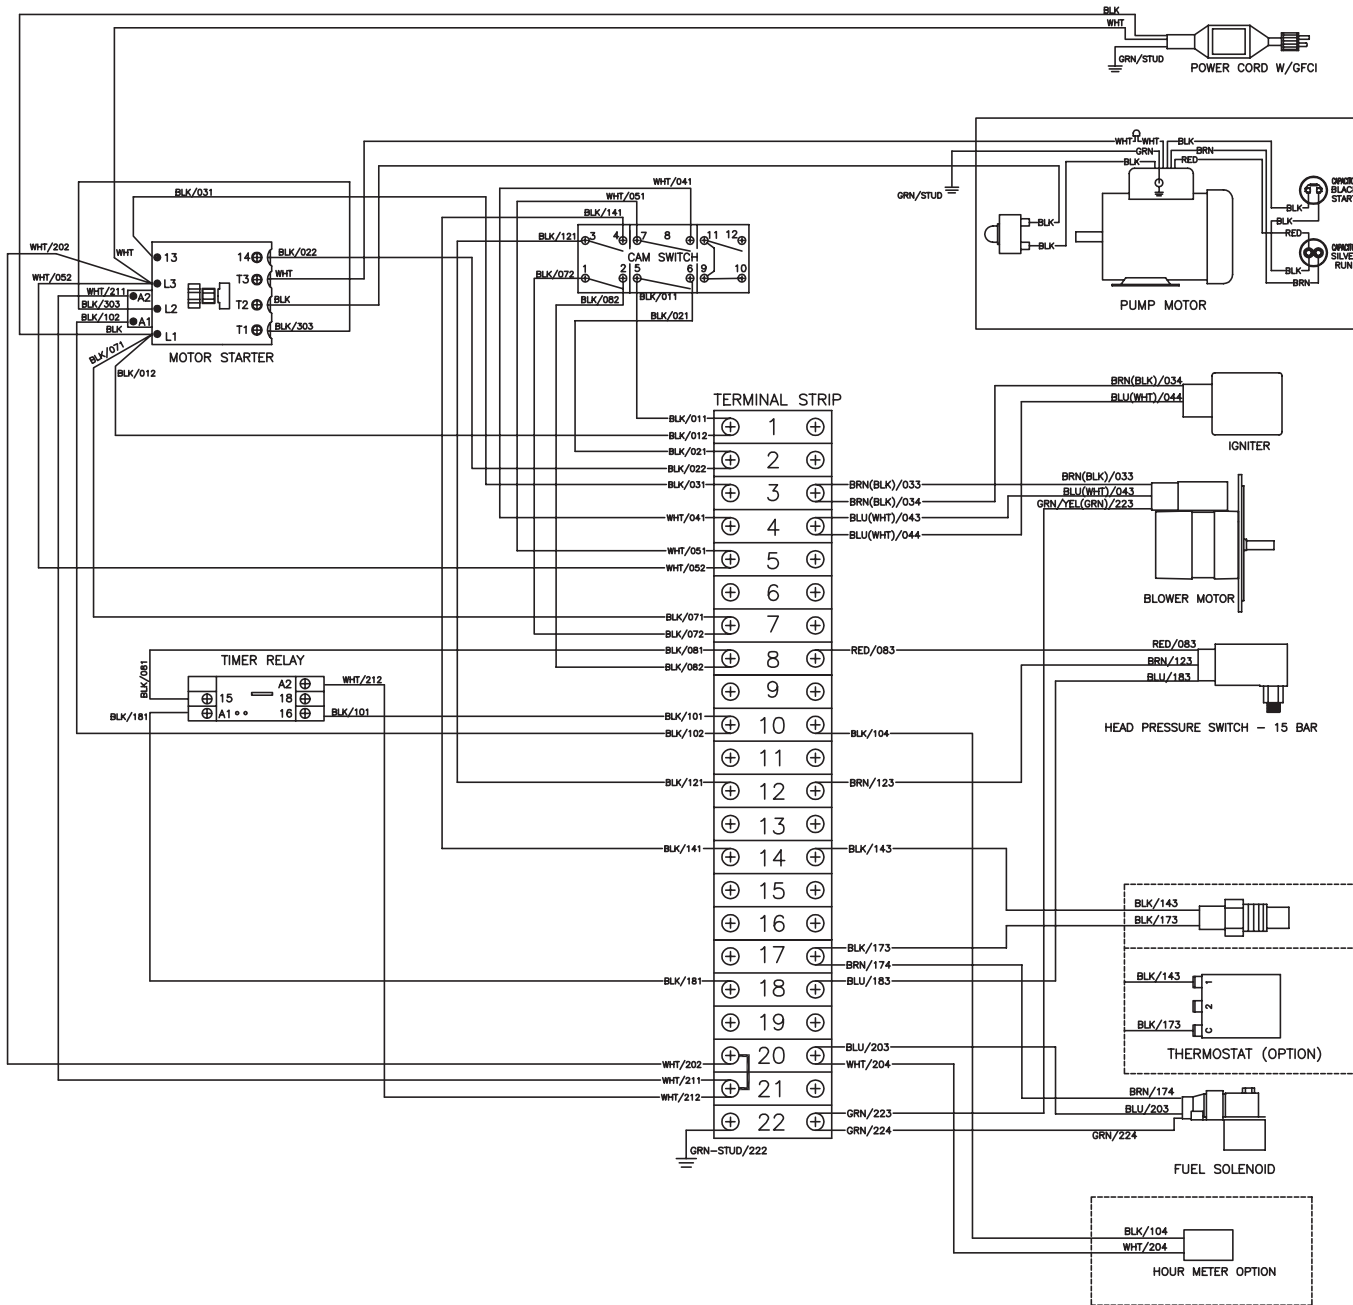 BLK
WHT
GRN/STUD
POWER CORD W/GFCI
WHT WHT
BLK
GRN
BRN
BLK
RED
GRN/STUD
BLK
BLK
BLK
BLK
RED
BLK
BRN
START
RUN
PUMP MOTOR
BLK/031
WHT/202
WHT
WHT/052
WHT/211
BLK/303
BLK/102
BLK
BLK/071
BLK/012
13
L3
A2
L2
A1
L1
14
T3
T2
T1
BLK/022
WHT
BLK
BLK/303
MOTOR STARTER
WHT/041
WHT/051
BLK/141
BLK/121
3 4 7 8 11 12
CAM SWITCH
BLK/072
1 2 5 6 9 10
BLK/082
BLK/011
BLK/021
TERMINAL STRIP
BLK/011
BLK/012
1
BLK/021
BLK/022
2
BLK/031
3
BRN(BLK)/033
BRN(BLK)/034
WHT/041
4
BLU(WHT)/043
BLU(WHT)/044
WHT/051
WHT/052
5
6
BLK/071
BLK/072
7
BLK/081
BLK/082
8
RED/083
9
BLK/101
BLK/102
10
BLK/104
11
BLK/121
12
BRN/123
13
BLK/141
14
BLK/143
15
16
17
BLK/173
BRN/174
BLK/181
18
BLU/183
19
WHT/202
20
BLU/203
WHT/204
WHT/211
WHT/212
21
22
GRN/223
GRN/224
GRN-STUD/222
TIMER RELAY
BLK/081
BLK/181
15
A1
A2
18
16
WHT/212
BLK/101
BRN(BLK)/034
BLU(WHT)/044
IGNITER
BRN(BLK)/033
BLU(WHT)/043
GRN/YEL(GRN)/223
BLOWER MOTOR
RED/083
BRN/123
BLU/183
HEAD PRESSURE SWITCH - 15 BAR
BLK/143
BLK/173
BLK/143
BLK/173
1
2
C
THERMOSTAT (OPTION)
BRN/174
BLU/203
GRN/224
FUEL SOLENOID
BLK/104
WHT/204
HOUR METER OPTION